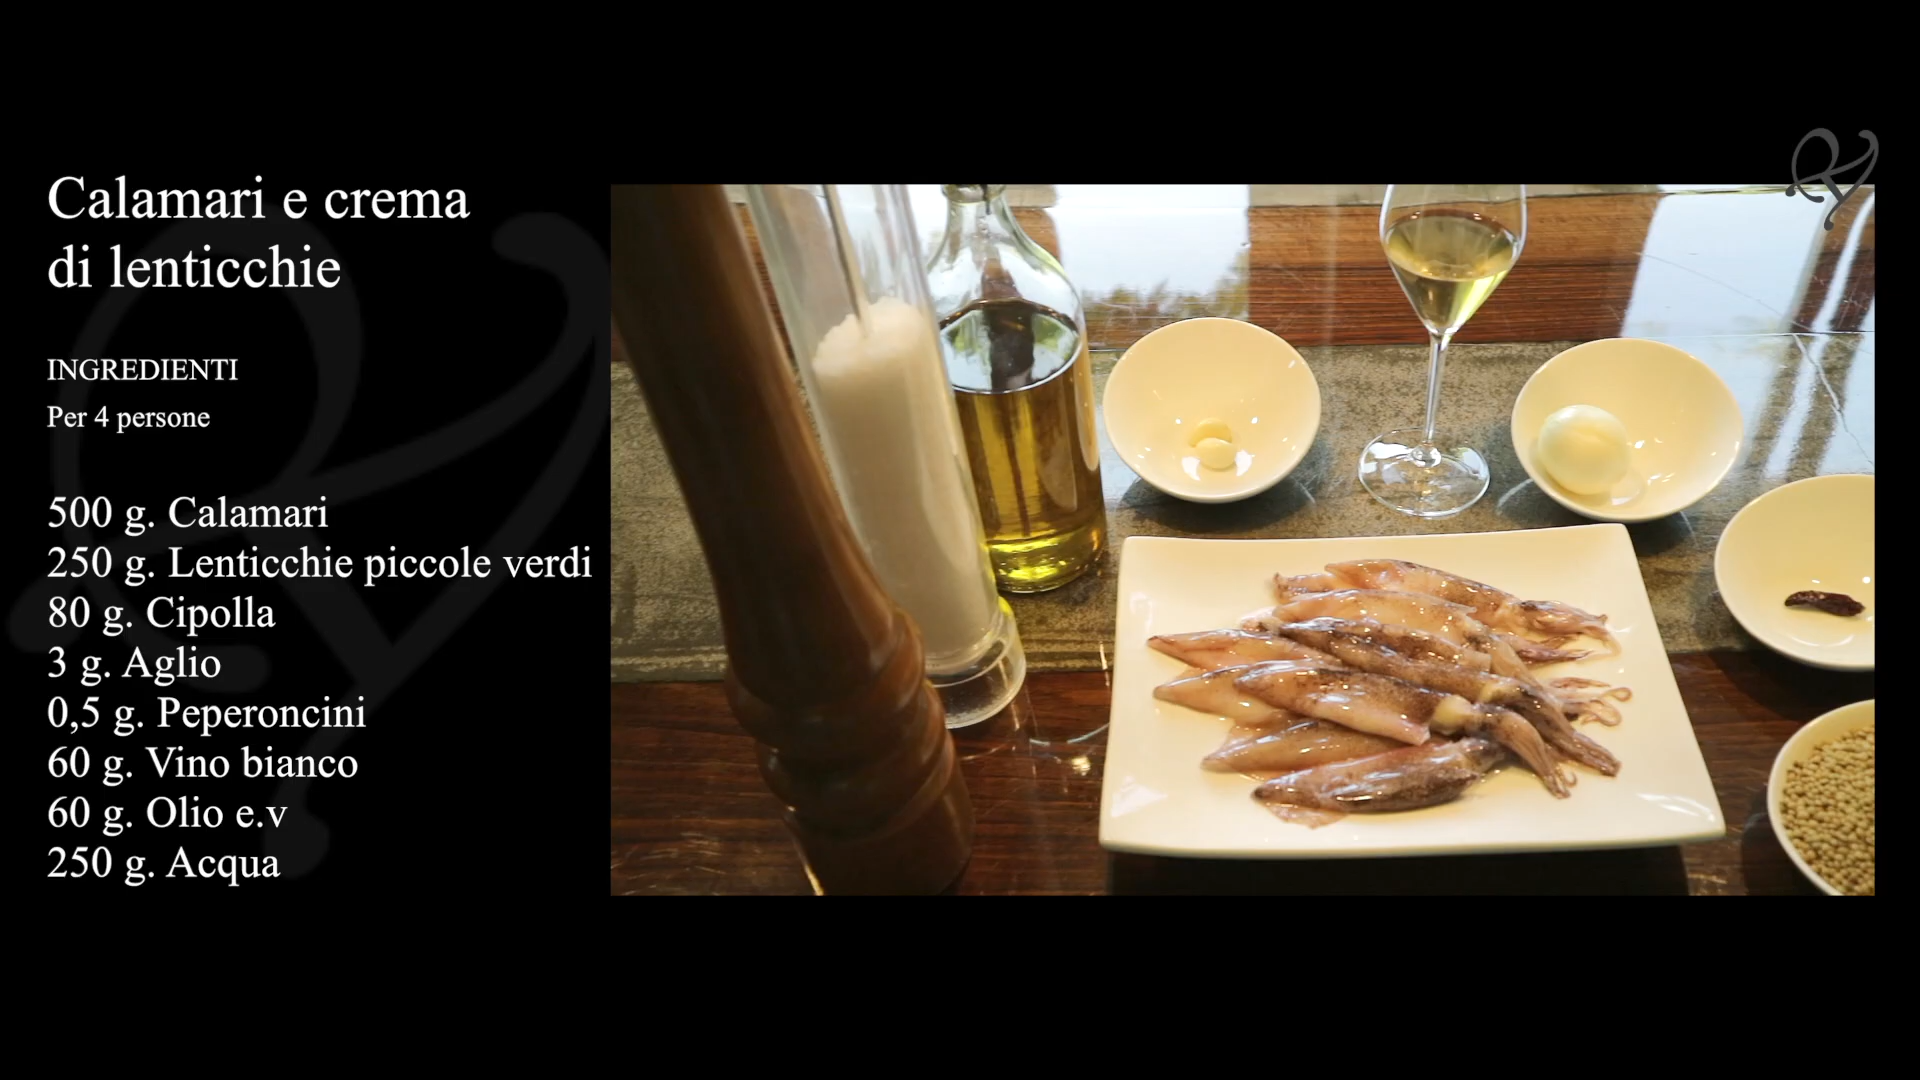 Calamari e crema
di lenticchie
INGREDIENTI
Per 4 persone
500 g. Calamari
250 g. Lenticchie piccole verdi
80 g. Cipolla
3 g. Aglio
0,5 g. Peperoncini
60 g. Vino bianco
60 g. Olio e.v
250 g. Acqua